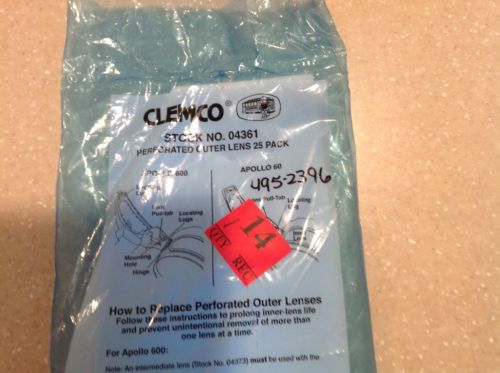 CLEMCO®
STOCK NO. 04361
PERFORATED OUTER LENS 25 PACK
APOLLO 600
APOLLO 60
495-2396
Pull-Tab
Locating
Lugs
Pull-Tab
Locating
Lug
Mounting
Hole
Hinge
Lens
14
QTY REC
How to Replace Perforated Outer Lenses
Follow these instructions to prolong inner-lens life
and prevent unintentional removal of more than
one lens at a time.
For Apollo 600:
Note: An intermediate lens (Stock No. 04373) must be used with the